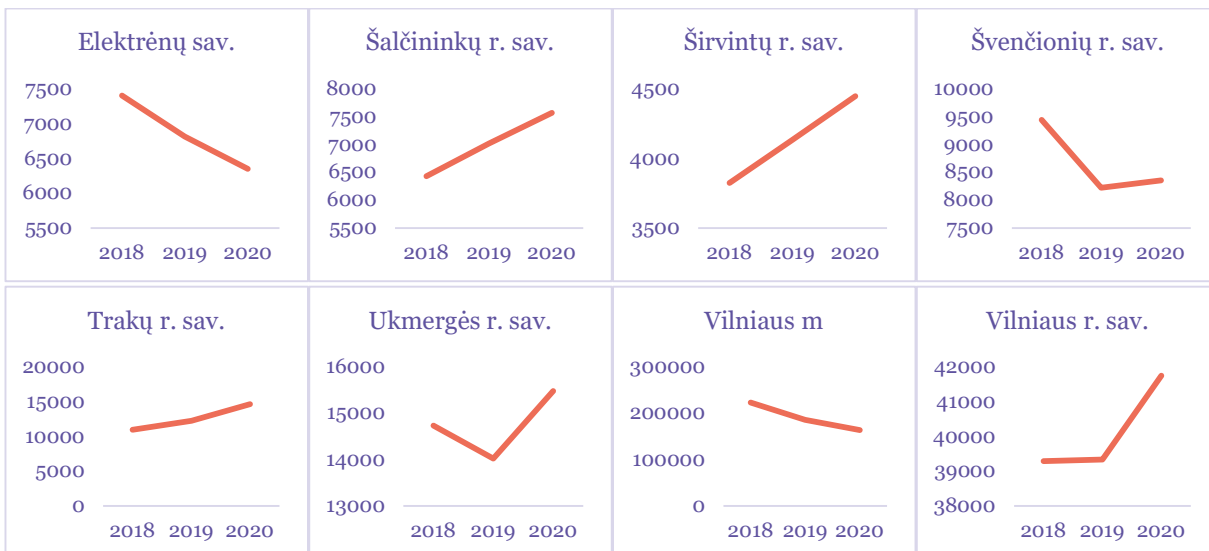 Elektrėnų sav.
7500
7000
6500
6000
5500
2018 2019 2020
Šalčininkų r. sav.
8000
7500
7000
6500
6000
5500
2018 2019 2020
Širvintų r. sav.
4500
4000
3500
2018 2019 2020
Švenčionių r. sav.
10000
9500
9000
8500
8000
7500
2018 2019 2020
Trakų r. sav.
20000
15000
10000
5000
0
2018 2019 2020
Ukmergės r. sav.
16000
15000
14000
13000
2018 2019 2020
Vilniaus m
300000
200000
100000
0
2018 2019 2020
Vilniaus r. sav.
42000
41000
40000
39000
38000
2018 2019 2020